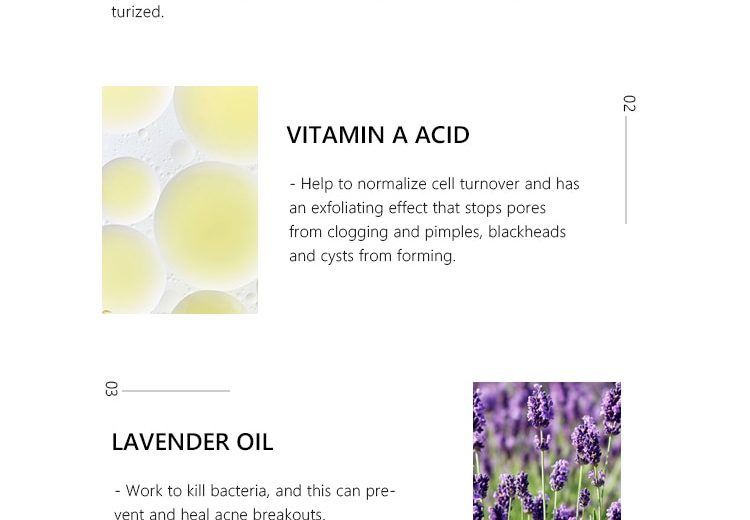 turized.
02
VITAMIN A ACID
- Help to normalize cell turnover and has
an exfoliating effect that stops pores
from clogging and pimples, blackheads
and cysts from forming.
03
LAVENDER OIL
- Work to kill bacteria, and this can pre-
vent and heal acne breakouts.